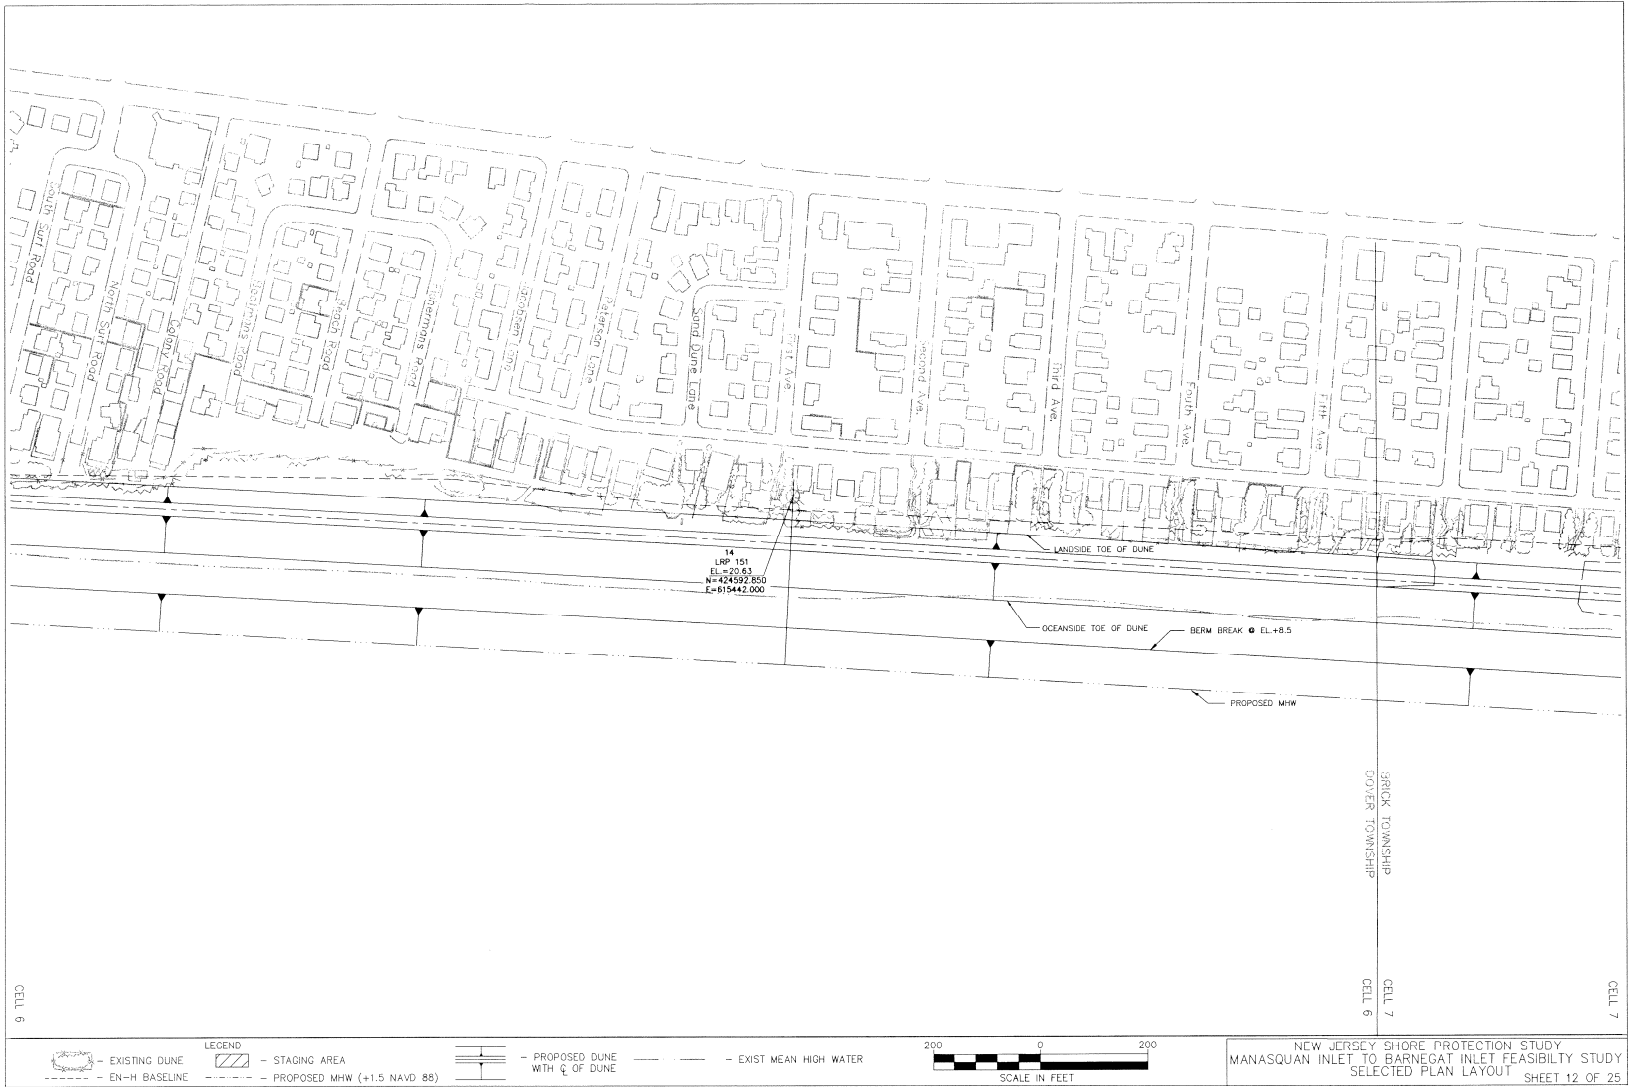 South Surf Road
North Surf Road
Colony Road
Boatmans Road
Beach Road
Fishermans Road
Jacobsen Lane
Paterson Lane
Sand Dune Lane
First Ave.
Second Ave.
Third Ave.
Fourth Ave.
Fifth Ave.
14
LRP 151
EL.=20.63
N=424592.850
E=615442.000
LANDSIDE TOE OF DUNE
OCEANSIDE TOE OF DUNE
BERM BREAK @ EL.+8.5
PROPOSED MHW
BRICK TOWNSHIP
DOVER TOWNSHIP
CELL 6
CELL 6
CELL 7
CELL 7
LEGEND
- EXISTING DUNE
- EN-H BASELINE
- STAGING AREA
- PROPOSED MHW (+1.5 NAVD 88)
- PROPOSED DUNE
WITH ℄ OF DUNE
- EXIST MEAN HIGH WATER
200 0 200
SCALE IN FEET
NEW JERSEY SHORE PROTECTION STUDY
MANASQUAN INLET TO BARNEGAT INLET FEASIBILTY STUDY
SELECTED PLAN LAYOUT
SHEET 12 OF 25